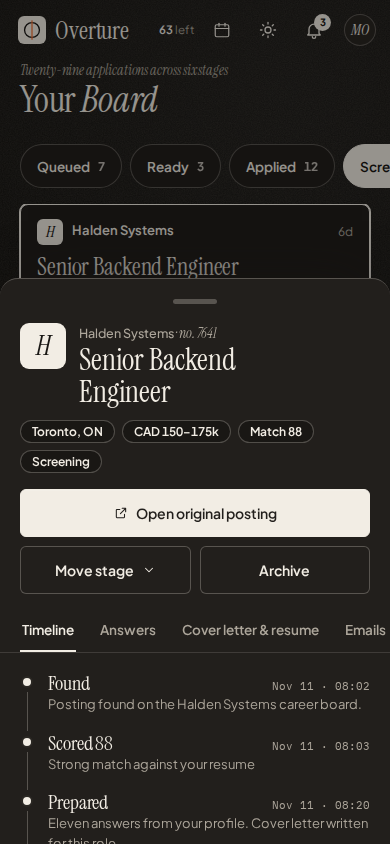 Overture
63 left
3
MO
Twenty-nine applications across six stages
Your Board
Queued 7
Ready 3
Applied 12
Scre
H
Halden Systems
6d
Senior Backend Engineer
H
Halden Systems · no. 7641
Senior Backend
Engineer
Toronto, ON
CAD 150–175k
Match 88
Screening
Open original posting
Move stage
Archive
Timeline
Answers
Cover letter & resume
Emails
Found
Nov 11 · 08:02
Posting found on the Halden Systems career board.
Scored 88
Nov 11 · 08:03
Strong match against your resume
Prepared
Nov 11 · 08:20
Eleven answers from your profile. Cover letter written
for this role.